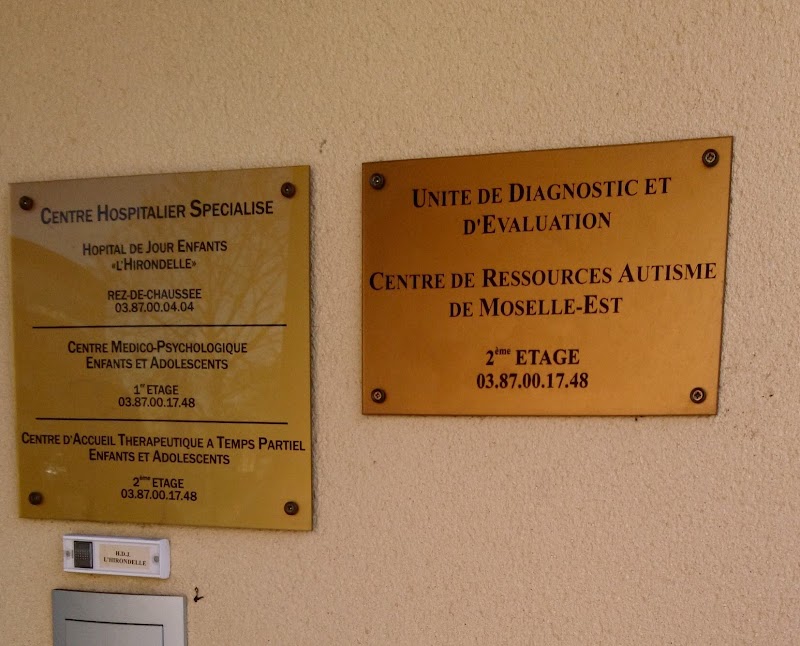 CENTRE HOSPITALIER SPECIALISE
HOPITAL DE JOUR ENFANTS
«L'HIRONDELLE»
REZ-DE-CHAUSSEE
03.87.00.04.04
CENTRE MEDICO-PSYCHOLOGIQUE
ENFANTS ET ADOLESCENTS
1er ETAGE
03.87.00.17.48
CENTRE D'ACCUEIL THERAPEUTIQUE A TEMPS PARTIEL
ENFANTS ET ADOLESCENTS
2ème ETAGE
03.87.00.17.48
UNITE DE DIAGNOSTIC ET
D'EVALUATION
CENTRE DE RESSOURCES AUTISME
DE MOSELLE-EST
2ème ETAGE
03.87.00.17.48
H.D.J.
L'HIRONDELLE
2